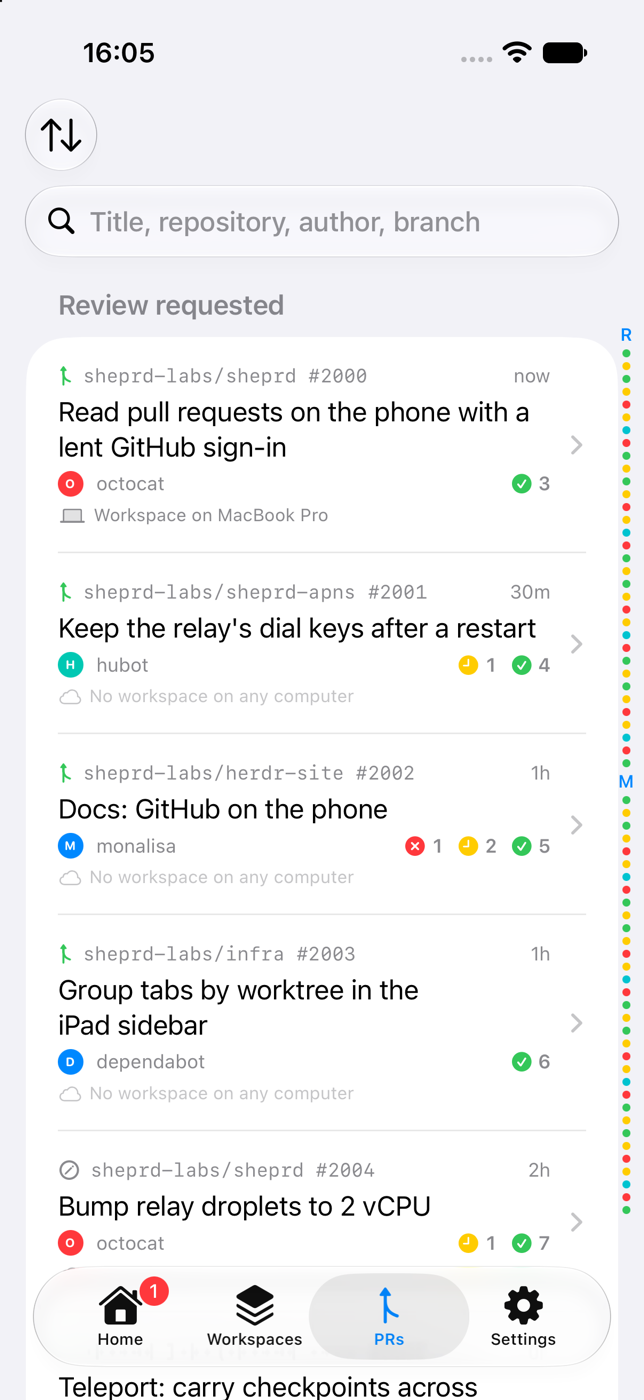 16:05
Title, repository, author, branch
Review requested
R
sheprd-labs/sheprd #2000 now
Read pull requests on the phone with a
lent GitHub sign-in
O octocat 3
Workspace on MacBook Pro
sheprd-labs/sheprd-apns #2001 30m
Keep the relay's dial keys after a restart
H hubot 1 4
No workspace on any computer
sheprd-labs/herdr-site #2002 1h
M
Docs: GitHub on the phone
M monalisa 1 2 5
No workspace on any computer
sheprd-labs/infra #2003 1h
Group tabs by worktree in the
iPad sidebar
D dependabot 6
No workspace on any computer
sheprd-labs/sheprd #2004 2h
Bump relay droplets to 2 vCPU
O octocat 1 7
1
Home Workspaces PRs Settings
Teleport: carry checkpoints across